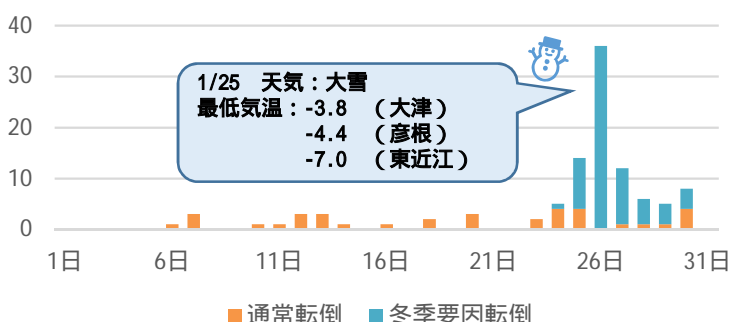 40
30
20
10
0
1/25 天気：大雪
最低気温：-3.8 （大津）
-4.4 （彦根）
-7.0 （東近江）
1日 6日 11日 16日 21日 26日 31日
通常転倒 冬季要因転倒